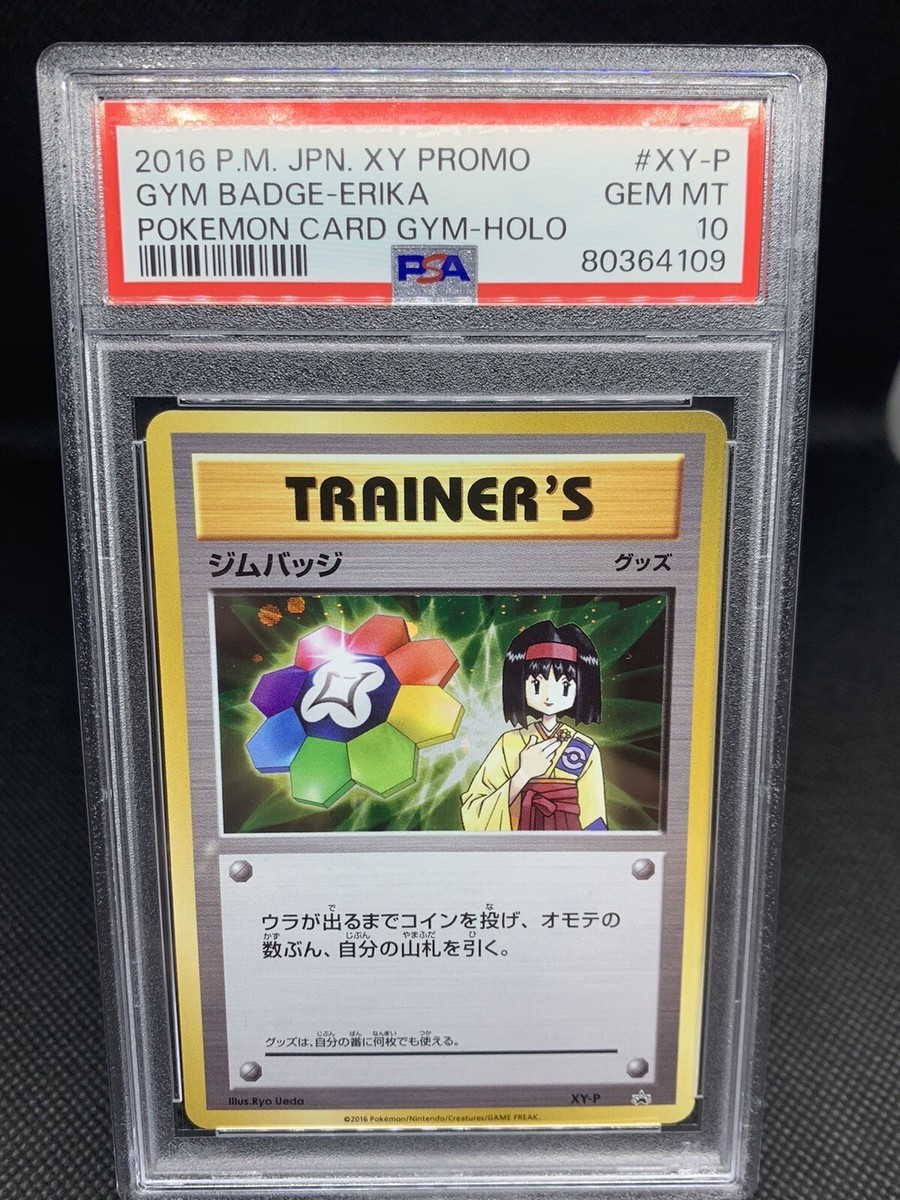 2016 P.M. JPN. XY PROMO #XY-P
GYM BADGE-ERIKA GEM MT
POKEMON CARD GYM-HOLO 10
PSA 80364109
TRAINER'S
ジムバッジ グッズ
ウラが出るまでコインを投げ、オモテの
数ぶん、自分の山札を引く。
グッズは、自分の番に何枚でも使える。
Illus.Ryo Ueda XY-P
©2016 Pokémon/Nintendo/Creatures/GAME FREAK.